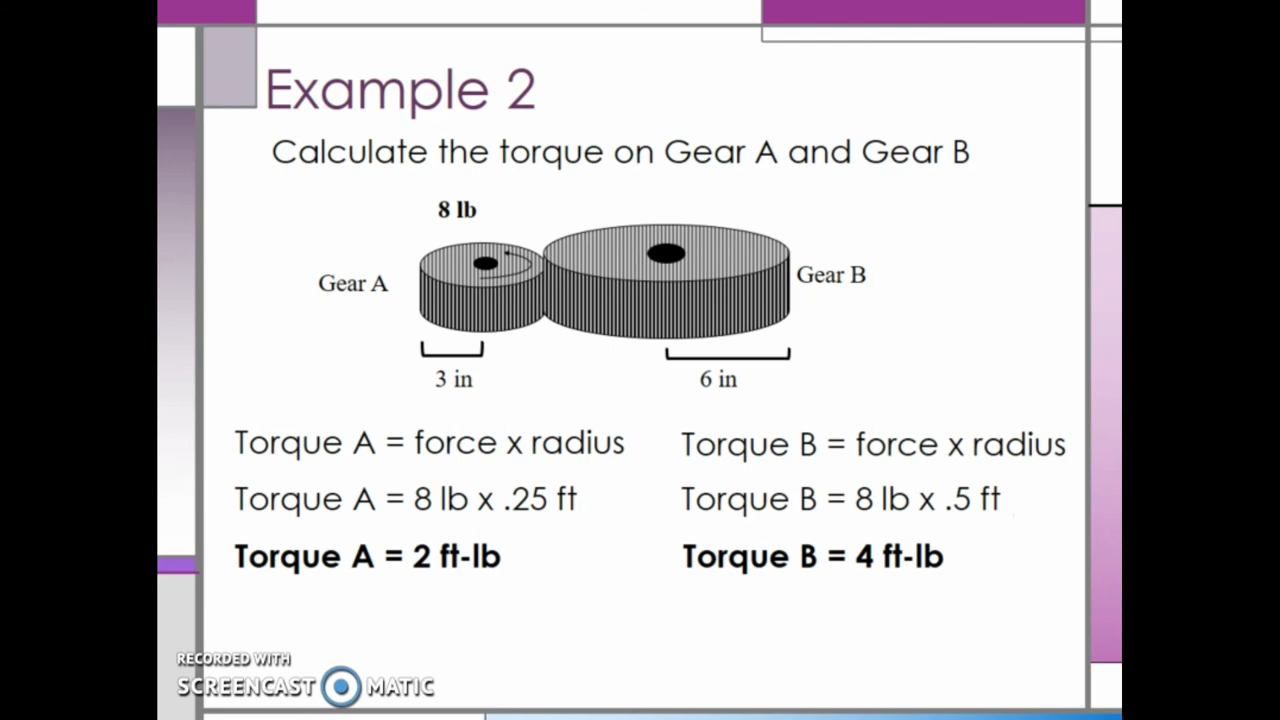 Example 2
Calculate the torque on Gear A and Gear B
8 lb
Gear A
Gear B
3 in
6 in
Torque A = force x radius
Torque A = 8 lb x .25 ft
Torque A = 2 ft-lb
Torque B = force x radius
Torque B = 8 lb x .5 ft
Torque B = 4 ft-lb
RECORDED WITH
SCREENCAST MATIC